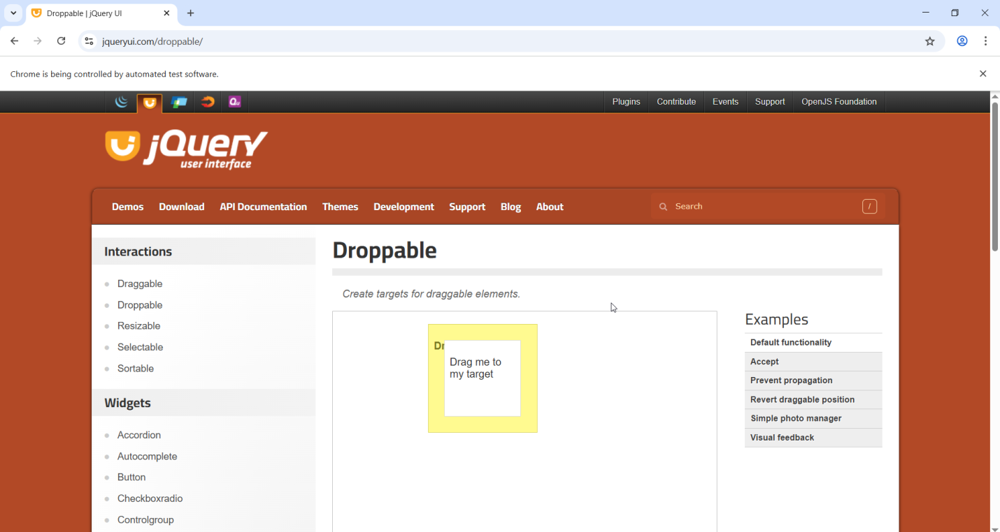 Droppable | jQuery UI
jqueryui.com/droppable/
Chrome is being controlled by automated test software.
Plugins Contribute Events Support OpenJS Foundation
jQuery
user interface
Demos Download API Documentation Themes Development Support Blog About Search /
Interactions
Draggable
Droppable
Resizable
Selectable
Sortable
Widgets
Accordion
Autocomplete
Button
Checkboxradio
Controlgroup
Droppable
Create targets for draggable elements.
Drag me to
my target
Examples
Default functionality
Accept
Prevent propagation
Revert draggable position
Simple photo manager
Visual feedback